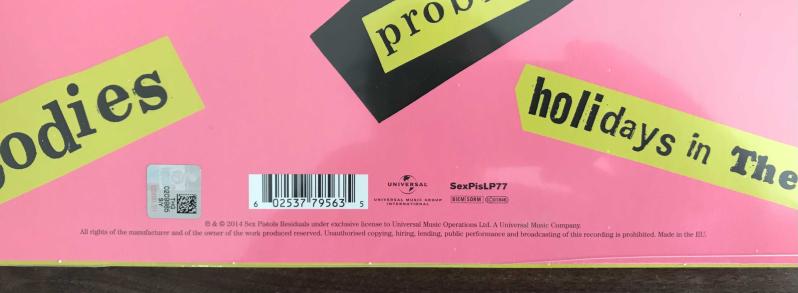 prob
holidays in The
odies
UNIVERSAL
UNIVERSAL MUSIC GROUP
INTERNATIONAL
SexPisLP77
BIEM|SDRM
THG
0209865
SY
6 02537 79563 5
℗ & © 2014 Sex Pistols Residuals under exclusive license to Universal Music Operations Ltd. A Universal Music Company.
All rights of the manufacturer and of the owner of the work produced reserved. Unauthorised copying, hiring, lending, public performance and broadcasting of this recording is prohibited. Made in the EU.